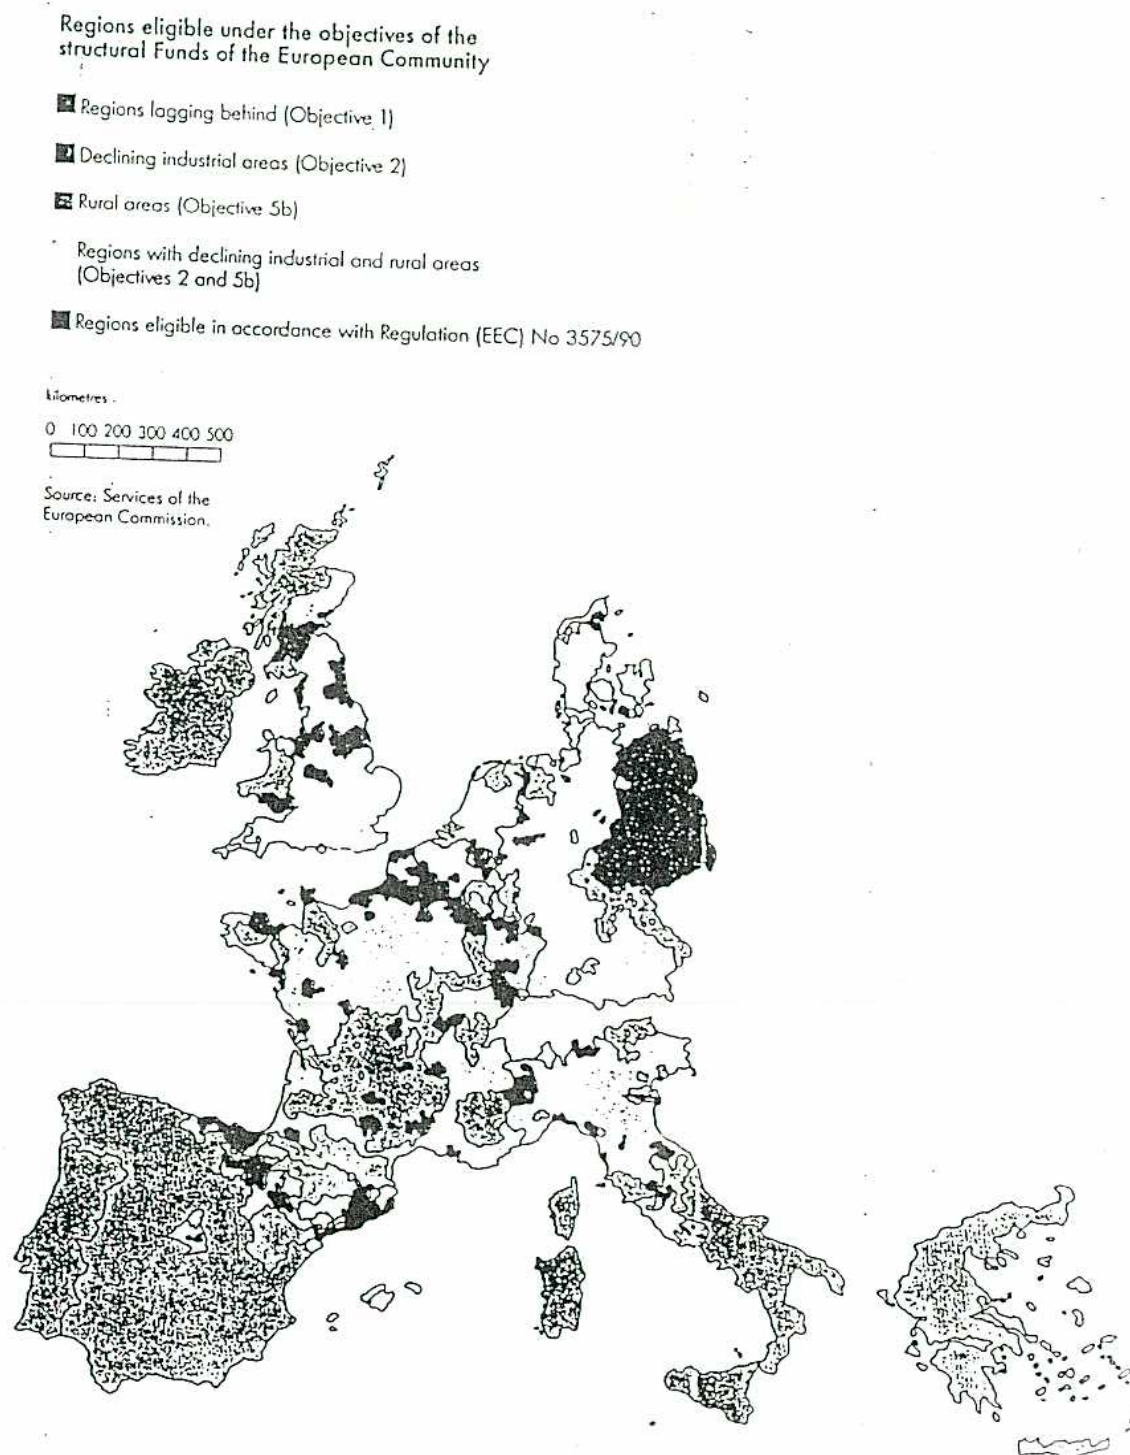 Regions eligible under the objectives of the
structural Funds of the European Community
Regions lagging behind (Objective 1)
Declining industrial areas (Objective 2)
Rural areas (Objective 5b)
Regions with declining industrial and rural areas
(Objectives 2 and 5b)
Regions eligible in accordance with Regulation (EEC) No 3575/90
kilometres
0 100 200 300 400 500
Source: Services of the
European Commission.